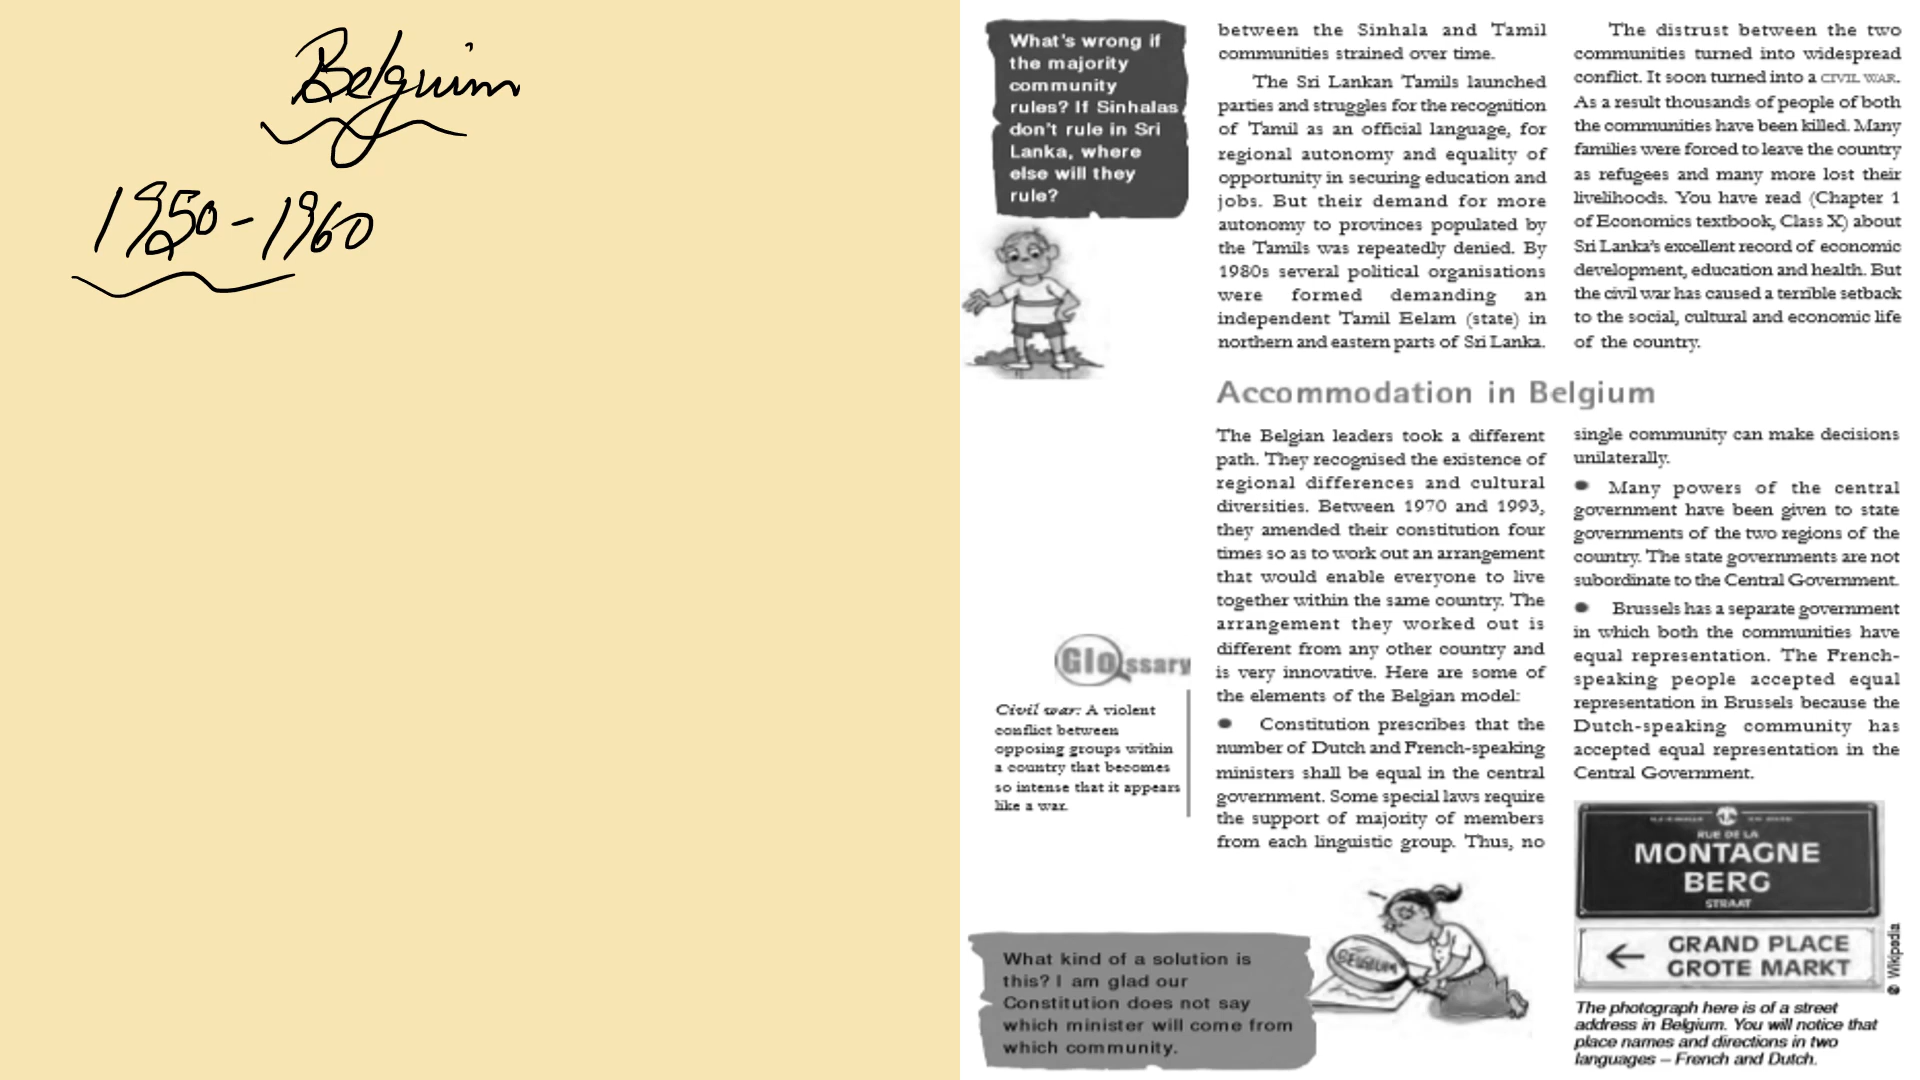 Belguim
1950-1960
What's wrong if
the majority
community
rules? If Sinhalas
don't rule in Sri
Lanka, where
else will they
rule?
between the Sinhala and Tamil
communities strained over time.
The Sri Lankan Tamils launched
parties and struggles for the recognition
of Tamil as an official language, for
regional autonomy and equality of
opportunity in securing education and
jobs. But their demand for more
autonomy to provinces populated by
the Tamils was repeatedly denied. By
1980s several political organisations
were formed demanding an
independent Tamil Eelam (state) in
northern and eastern parts of Sri Lanka.
The distrust between the two
communities turned into widespread
conflict. It soon turned into a CIVIL WAR.
As a result thousands of people of both
the communities have been killed. Many
families were forced to leave the country
as refugees and many more lost their
livelihoods. You have read (Chapter 1
of Economics textbook, Class X) about
Sri Lanka's excellent record of economic
development, education and health. But
the civil war has caused a terrible setback
to the social, cultural and economic life
of the country.
Accommodation in Belgium
The Belgian leaders took a different
path. They recognised the existence of
regional differences and cultural
diversities. Between 1970 and 1993,
they amended their constitution four
times so as to work out an arrangement
that would enable everyone to live
together within the same country. The
arrangement they worked out is
different from any other country and
is very innovative. Here are some of
the elements of the Belgian model:
● Constitution prescribes that the
number of Dutch and French-speaking
ministers shall be equal in the central
government. Some special laws require
the support of majority of members
from each linguistic group. Thus, no
single community can make decisions
unilaterally.
● Many powers of the central
government have been given to state
governments of the two regions of the
country. The state governments are not
subordinate to the Central Government.
● Brussels has a separate government
in which both the communities have
equal representation. The French-
speaking people accepted equal
representation in Brussels because the
Dutch-speaking community has
accepted equal representation in the
Central Government.
Glossary
Civil war: A violent
conflict between
opposing groups within
a country that becomes
so intense that it appears
like a war.
What kind of a solution is
this? I am glad our
Constitution does not say
which minister will come from
which community.
BELGIUM
RUE DE LA
MONTAGNE
BERG
STRAAT
← GRAND PLACE
GROTE MARKT
© Wikipedia
The photograph here is of a street
address in Belgium. You will notice that
place names and directions in two
languages – French and Dutch.